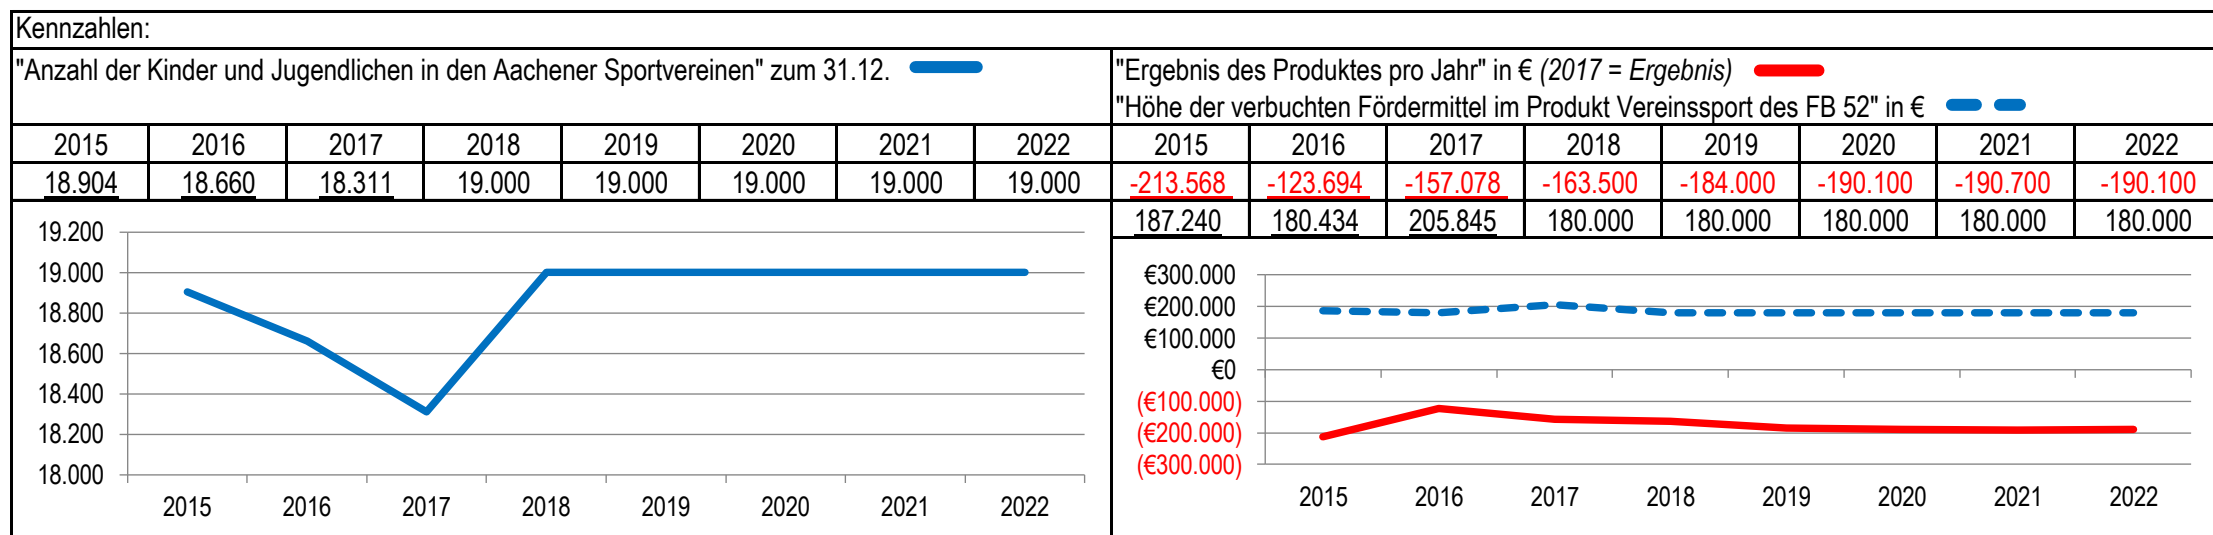 Kennzahlen:
"Anzahl der Kinder und Jugendlichen in den Aachener Sportvereinen" zum 31.12.
2015 2016 2017 2018 2019 2020 2021 2022
18.904 18.660 18.311 19.000 19.000 19.000 19.000 19.000
19.200
19.000
18.800
18.600
18.400
18.200
18.000
2015 2016 2017 2018 2019 2020 2021 2022
"Ergebnis des Produktes pro Jahr" in € (2017 = Ergebnis)
"Höhe der verbuchten Fördermittel im Produkt Vereinssport des FB 52" in €
2015 2016 2017 2018 2019 2020 2021 2022
-213.568 -123.694 -157.078 -163.500 -184.000 -190.100 -190.700 -190.100
187.240 180.434 205.845 180.000 180.000 180.000 180.000 180.000
€300.000
€200.000
€100.000
€0
(€100.000)
(€200.000)
(€300.000)
2015 2016 2017 2018 2019 2020 2021 2022